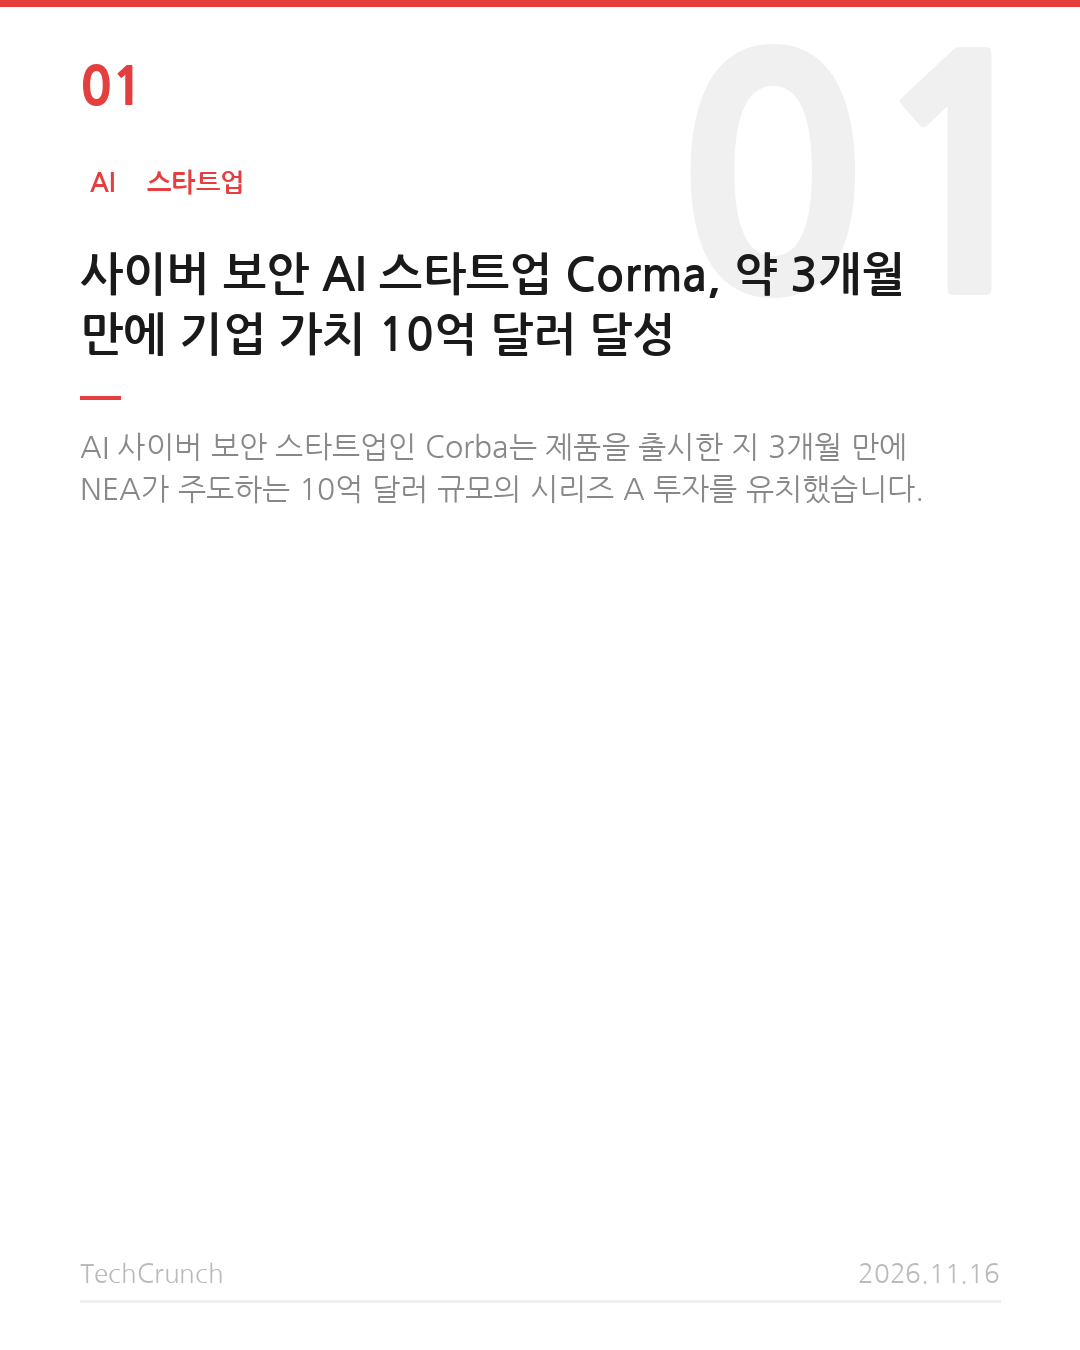 01
01
AI 스타트업
사이버 보안 AI 스타트업 Corma, 약 3개월
만에 기업 가치 10억 달러 달성
AI 사이버 보안 스타트업인 Corba는 제품을 출시한 지 3개월 만에
NEA가 주도하는 10억 달러 규모의 시리즈 A 투자를 유치했습니다.
TechCrunch 2026.11.16